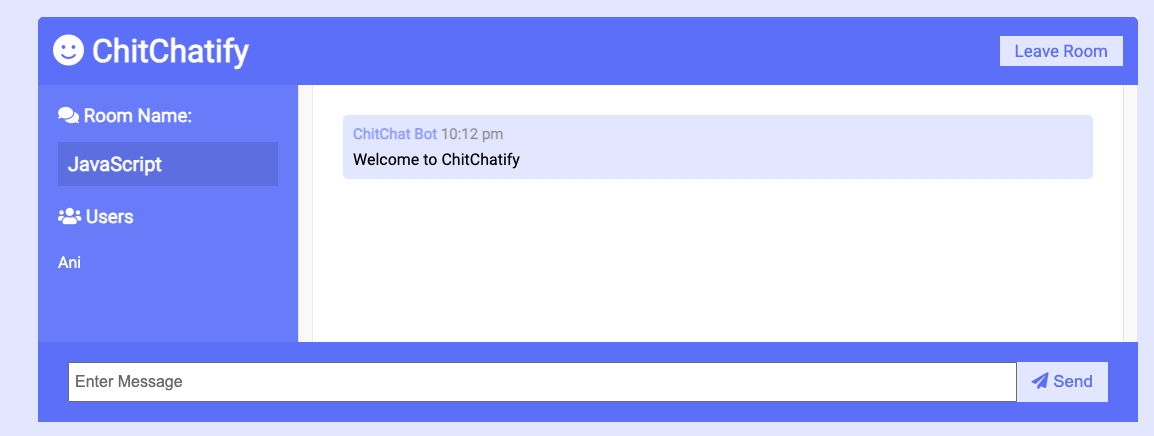 ChitChatify
Leave Room
Room Name:
JavaScript
Users
Ani
ChitChat Bot 10:12 pm
Welcome to ChitChatify
Enter Message
Send